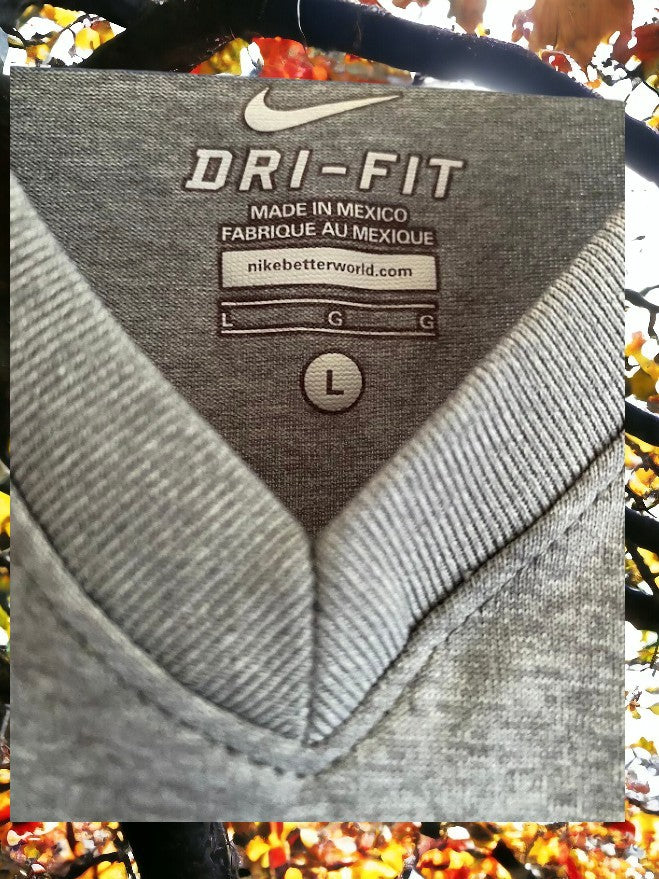 DRI-FIT
MADE IN MEXICO
FABRIQUE AU MEXIQUE
nikebetterworld.com
L G G
L